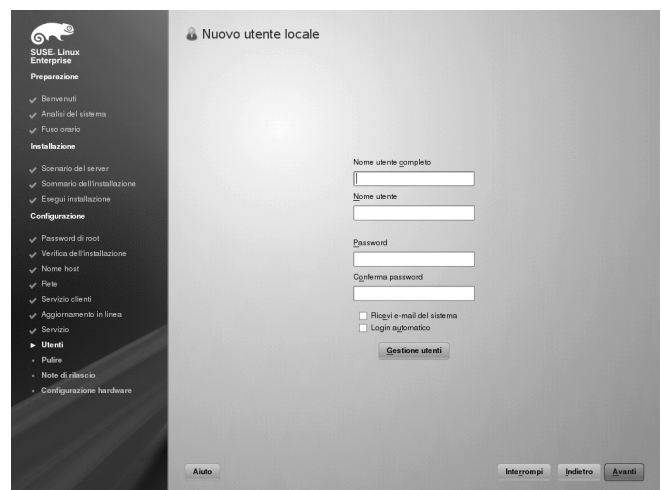 SUSE. Linux
Enterprise
Preparazione
Benvenuti
Analisi del sistema
Fuso orario
Installazione
Scenario del server
Sommario dell'installazione
Esegui installazione
Configurazione
Password di root
Verifica dell'installazione
Nome host
Rete
Servizio clienti
Aggiornamento in linea
Servizio
Utenti
Pulire
Note di rilascio
Configurazione hardware
Nuovo utente locale
Nome utente completo
Nome utente
Password
Conferma password
Ricevi e-mail del sistema
Login automatico
Gestione utenti
Aiuto
Interrompi
Indietro
Avanti